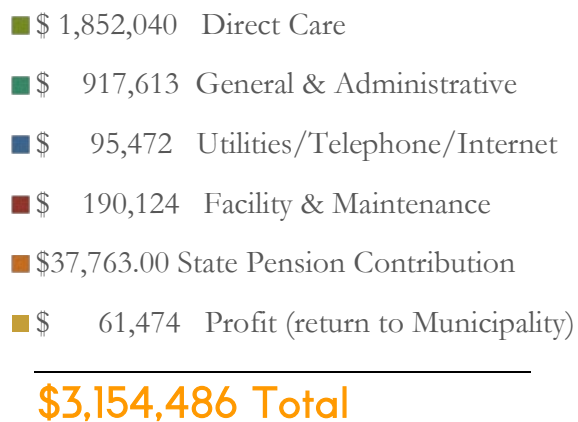 $ 1,852,040 Direct Care
$ 917,613 General & Administrative
$ 95,472 Utilities/Telephone/Internet
$ 190,124 Facility & Maintenance
$37,763.00 State Pension Contribution
$ 61,474 Profit (return to Municipality)
$3,154,486 Total